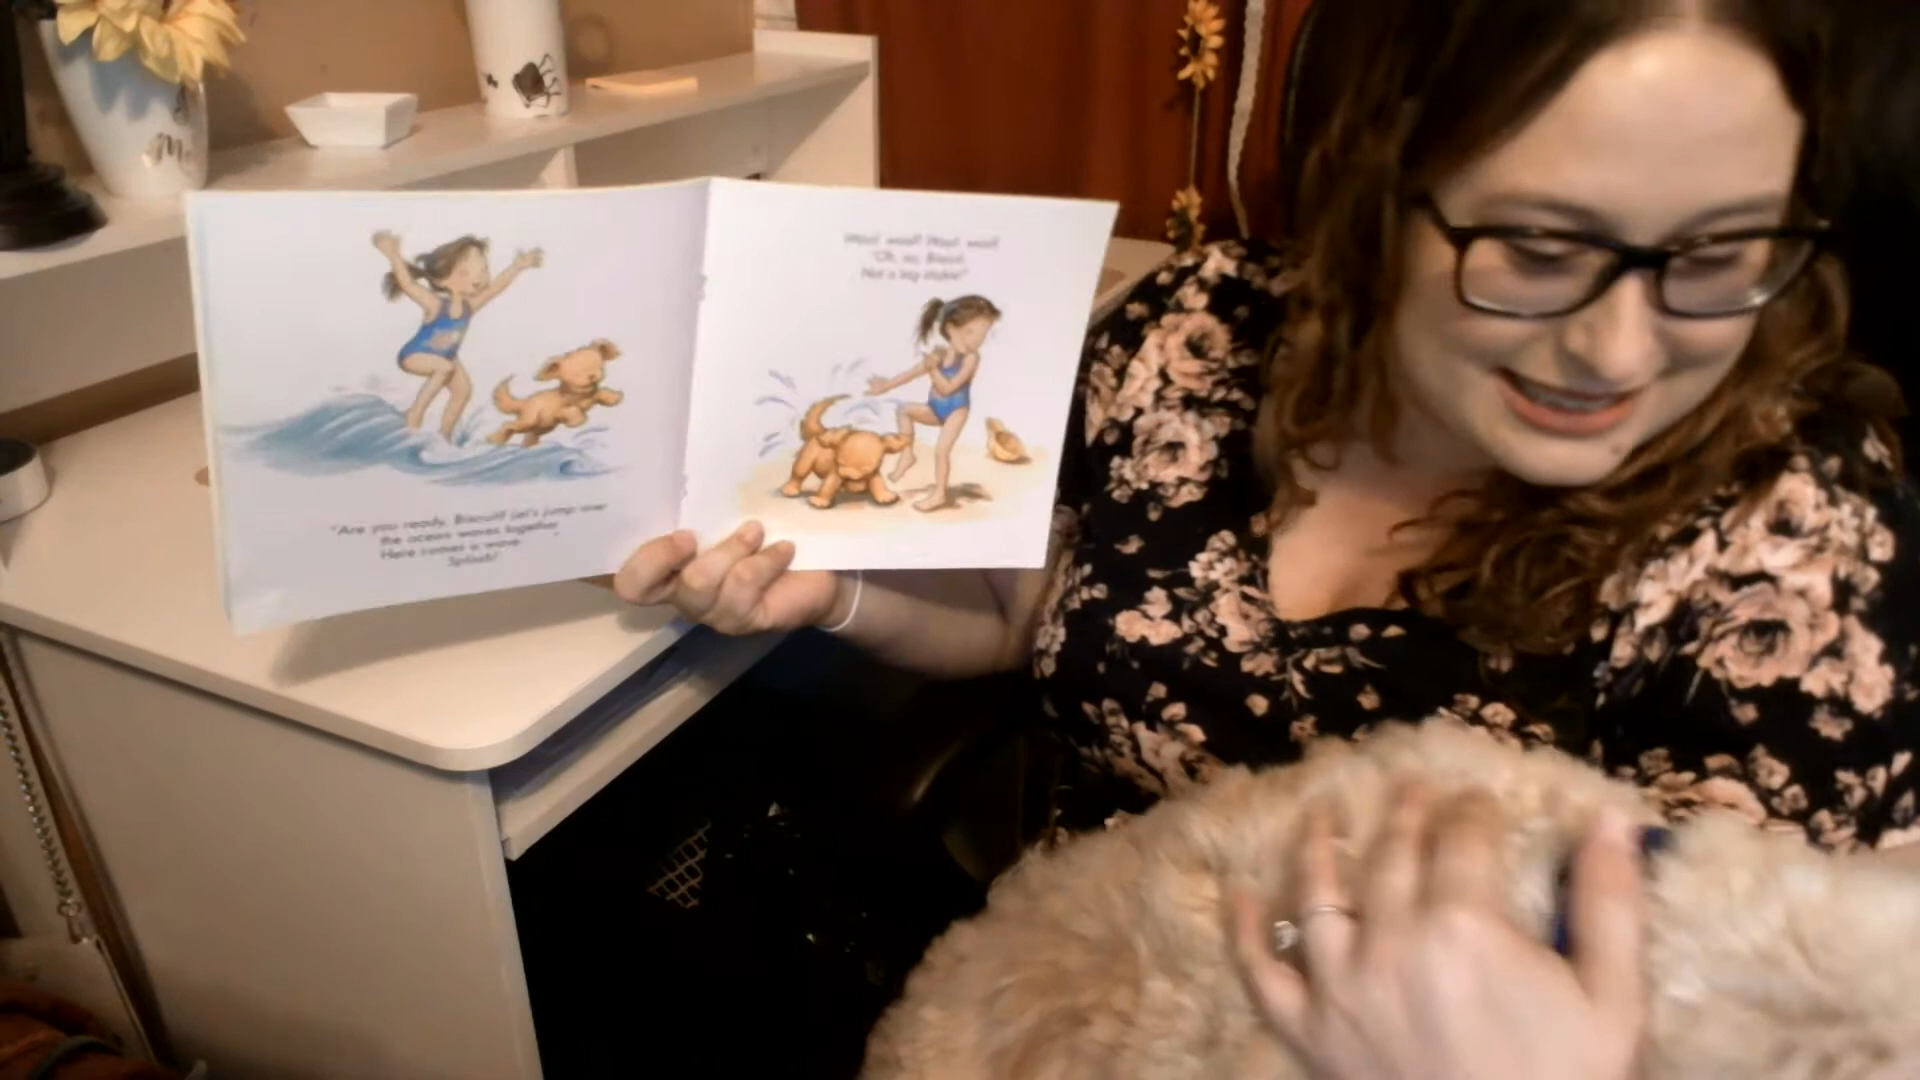 "Are you ready, Biscuit? Let's jump over
the ocean waves together.
Here comes a wave.
Splash!"
Woof, woof! Woof, woof!
"Oh, no, Biscuit.
Not a big shake!"
Me